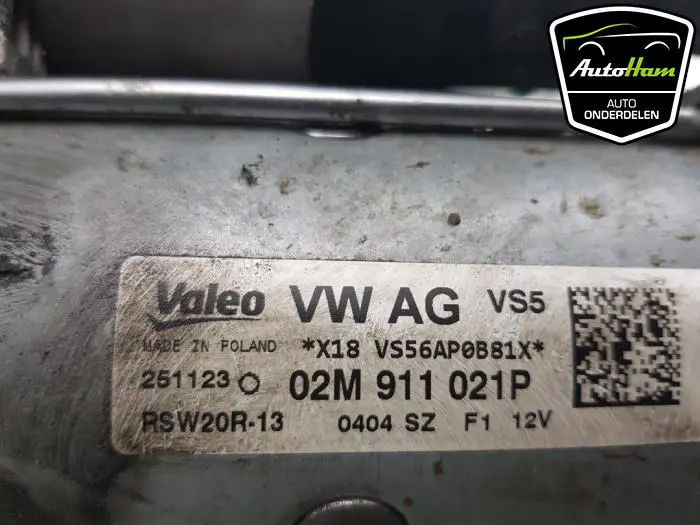 AutoHam
AUTO
ONDERDELEN
Valeo VW AG VS5
MADE IN POLAND *X18 VS56AP0B81X*
251123 02M 911 021P
RSW20R-13 0404 SZ F1 12V